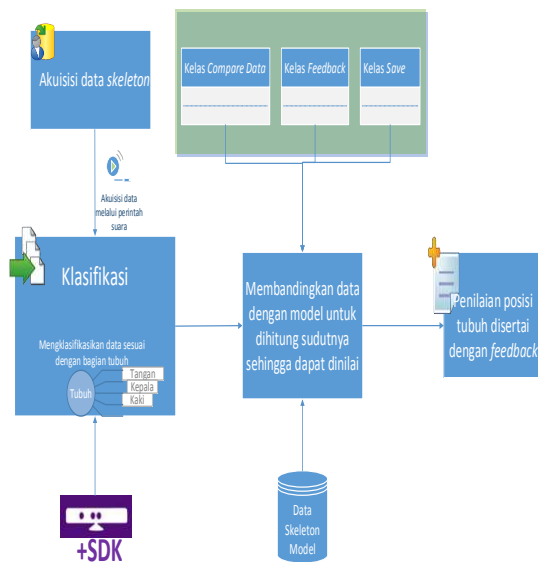 Akuisisi data skeleton
Kelas Compare Data
Kelas Feedback
Kelas Save
Akuisisi data
melalui perintah
suara
Klasifikasi
Mengklasifikasikan data sesuai
dengan bagian tubuh
Tubuh
Tangan
Kepala
Kaki
Membandingkan data
dengan model untuk
dihitung sudutnya
sehingga dapat dinilai
Penilaian posisi
tubuh disertai
dengan feedback
+SDK
Data
Skeleton
Model